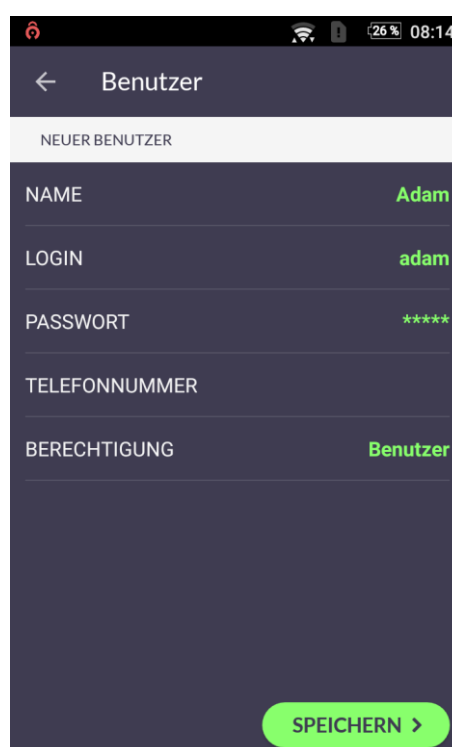 26 % 08:14
Benutzer
NEUER BENUTZER
NAME Adam
LOGIN adam
PASSWORT *****
TELEFONNUMMER
BERECHTIGUNG Benutzer
SPEICHERN